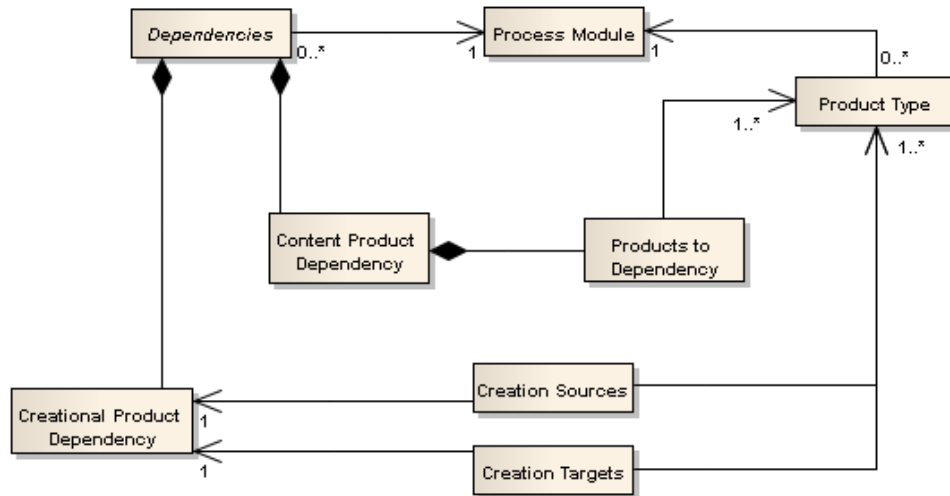 Dependencies
0..*
1
Process Module
1
0..*
Product Type
1..*
1..*
Content Product
Dependency
Products to
Dependency
Creational Product
Dependency
1
1
Creation Sources
Creation Targets